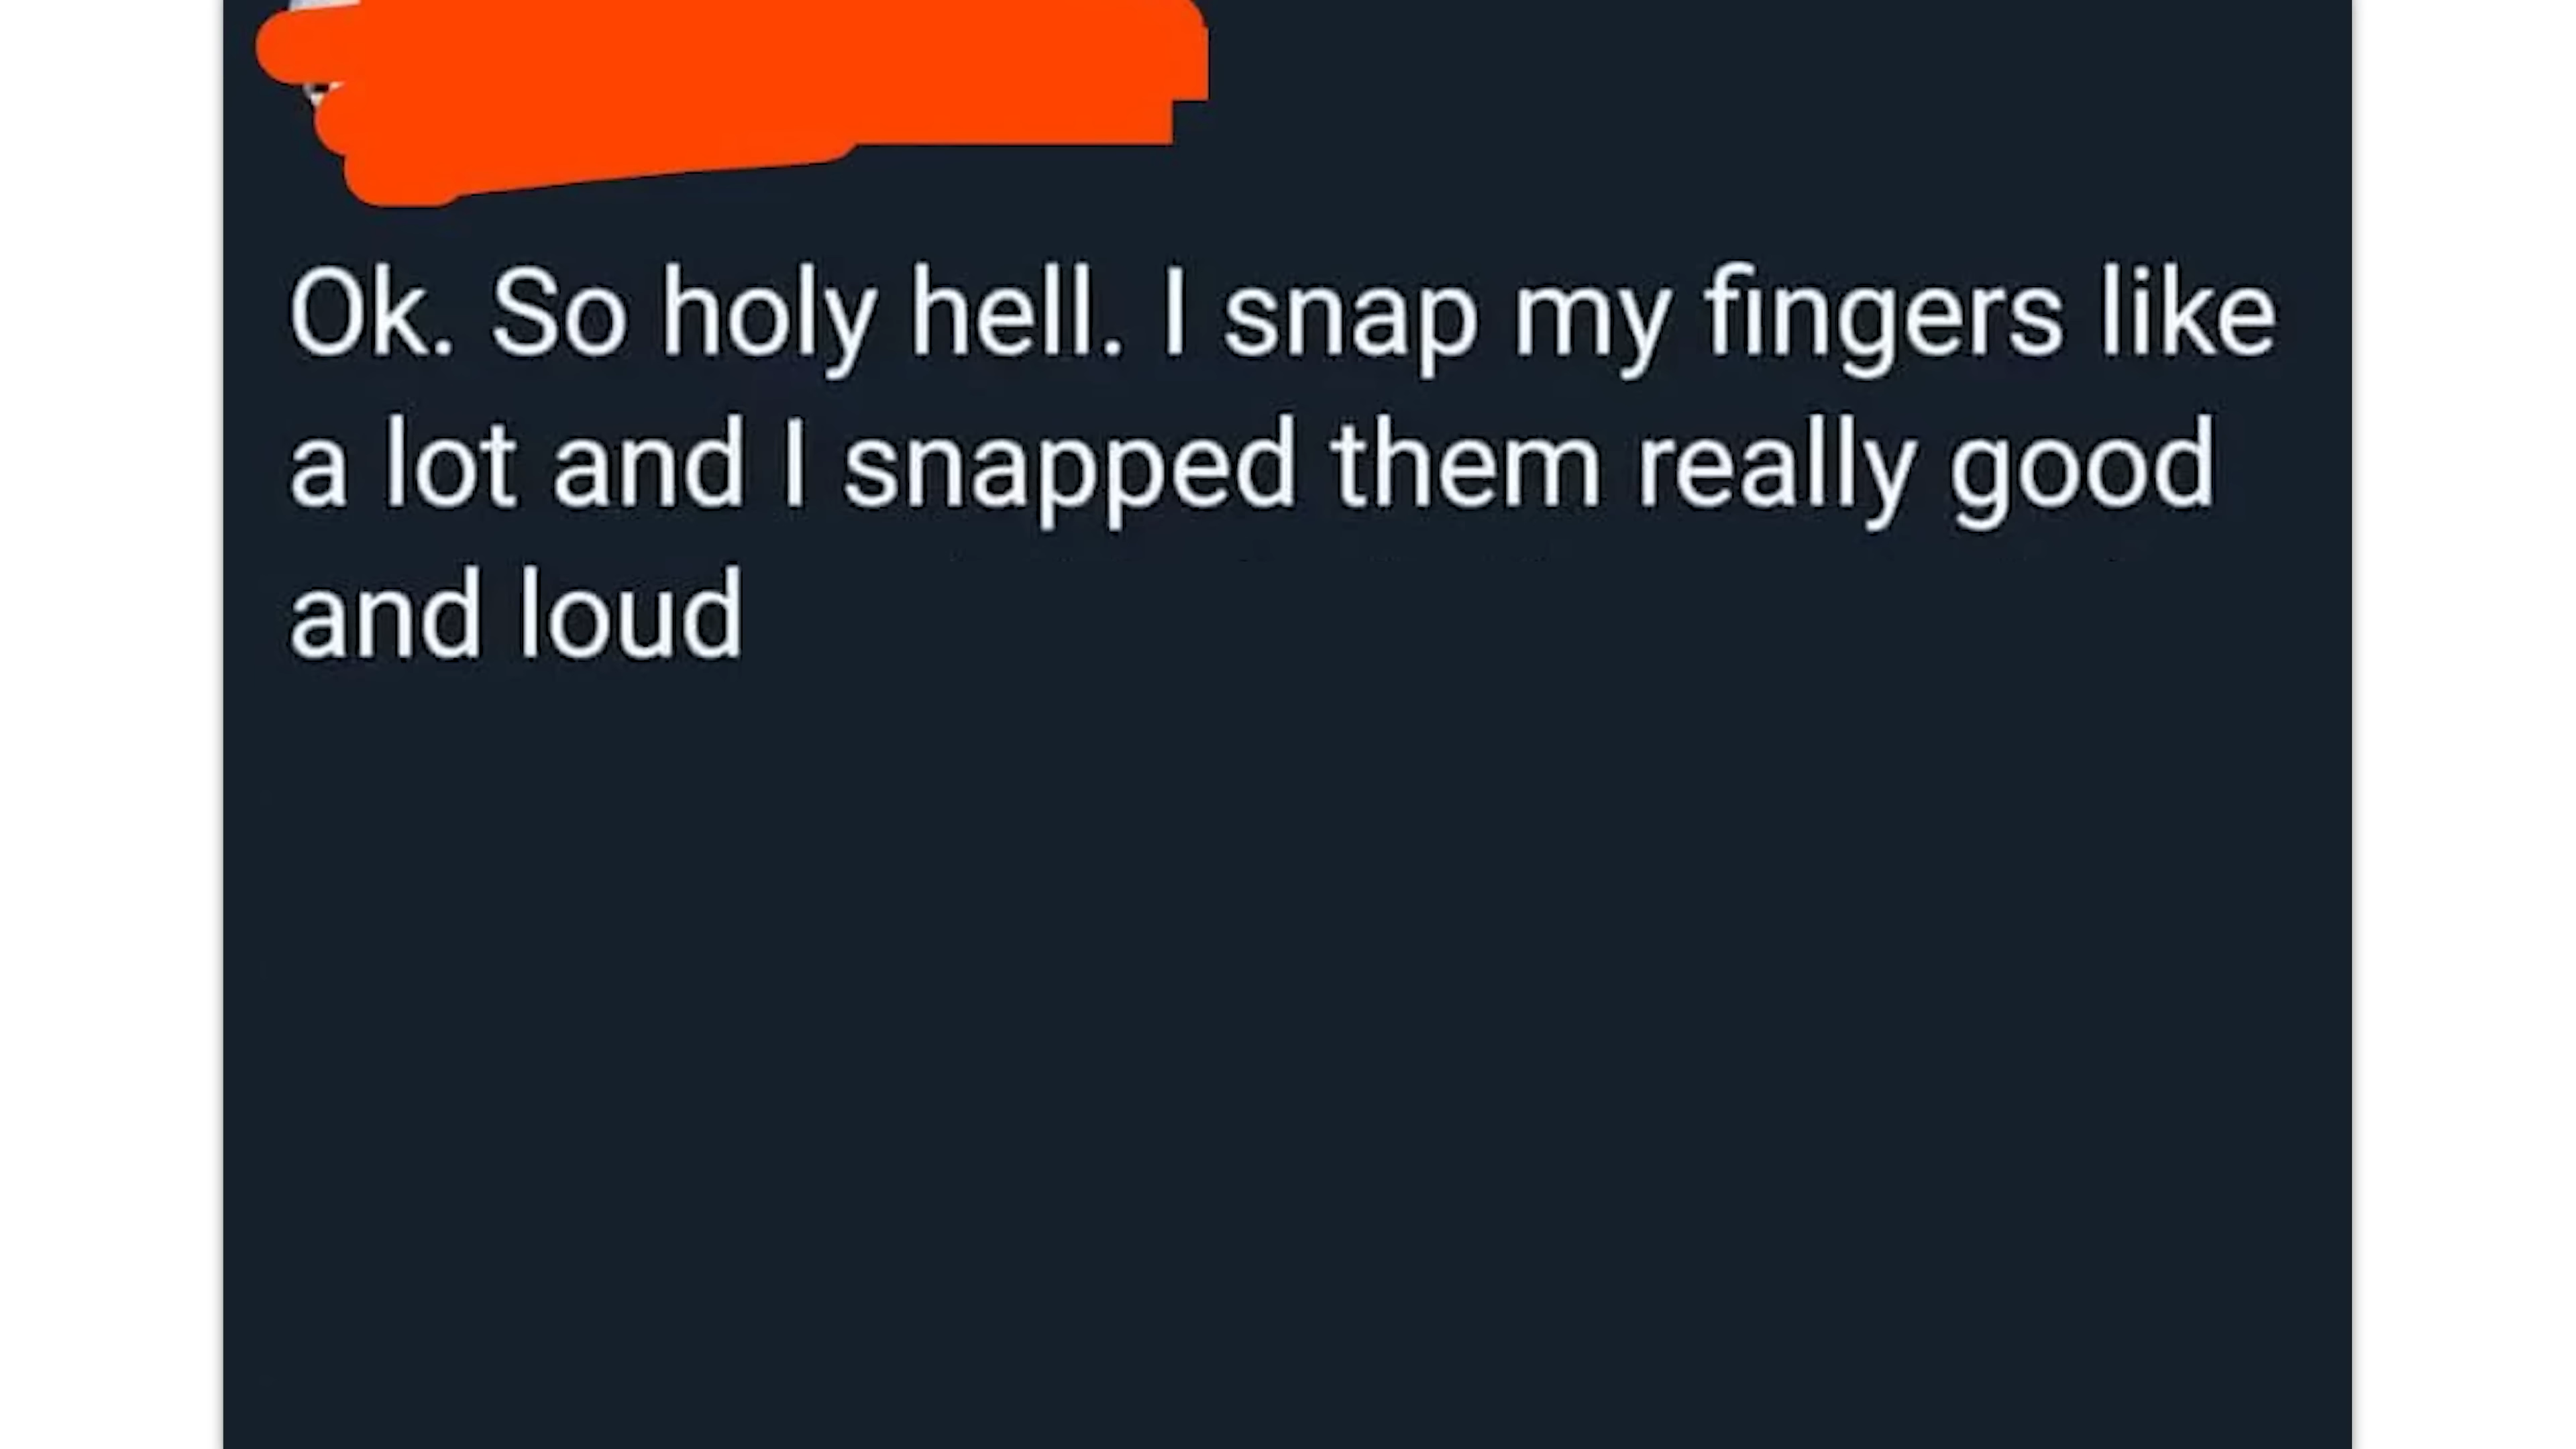 Ok. So holy hell. I snap my fingers like
a lot and I snapped them really good
and loud